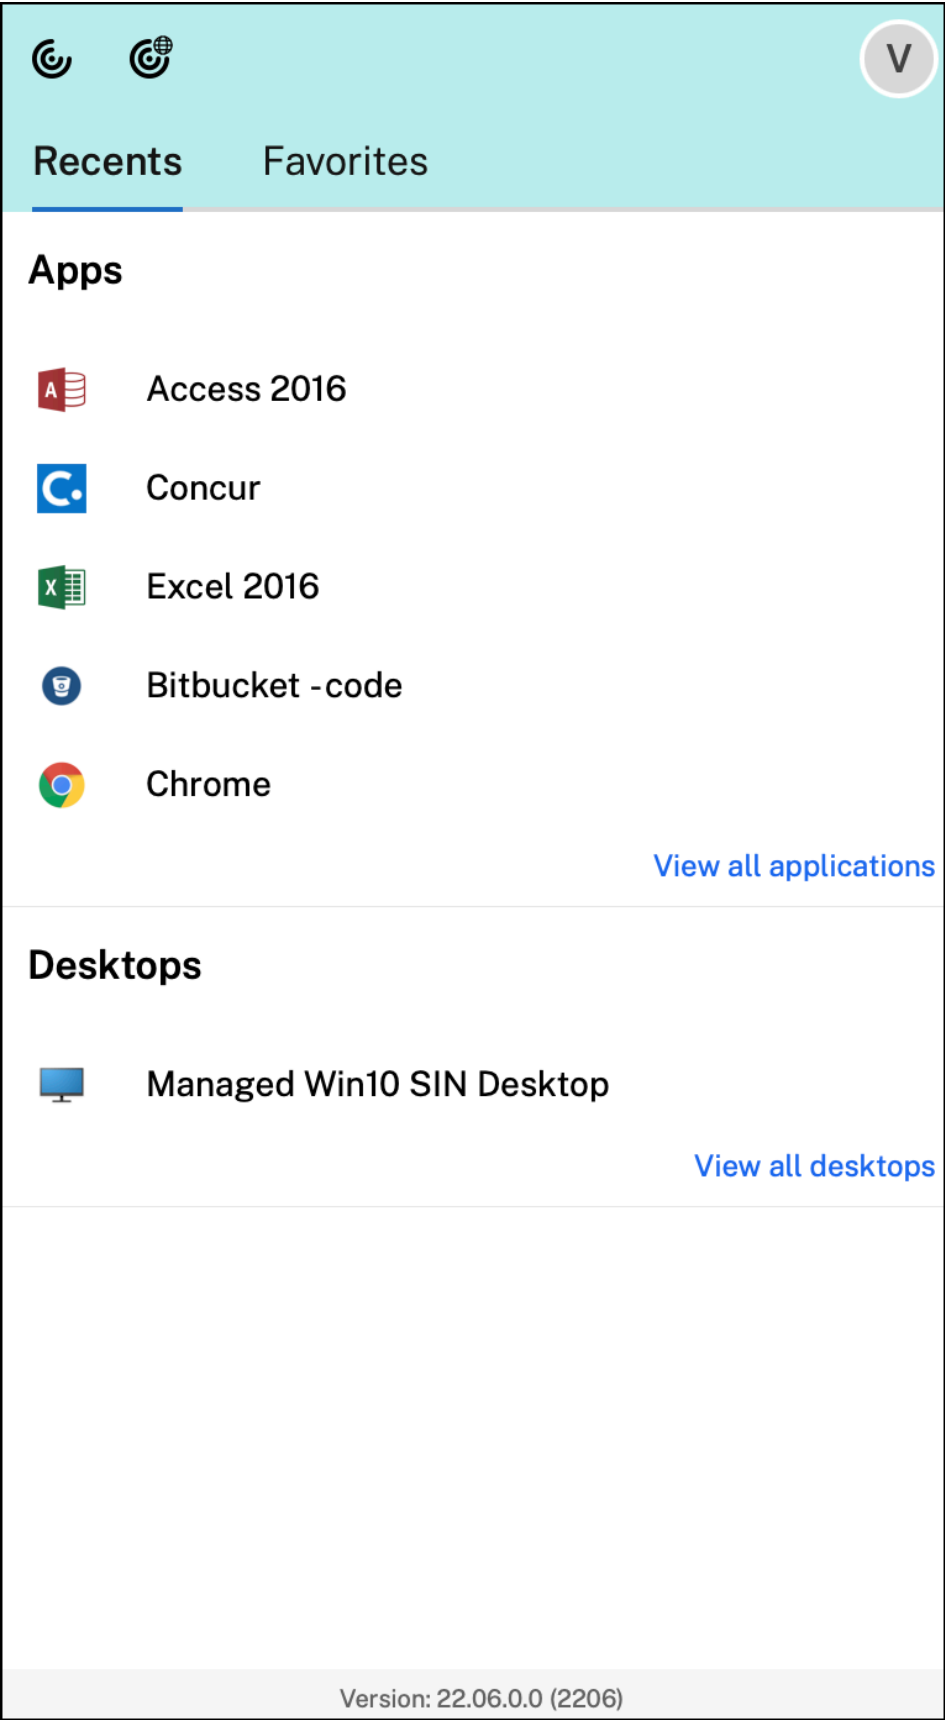 V
Recents Favorites
Apps
A Access 2016
C. Concur
X Excel 2016
Bitbucket -code
Chrome
View all applications
Desktops
Managed Win10 SIN Desktop
View all desktops
Version: 22.06.0.0 (2206)